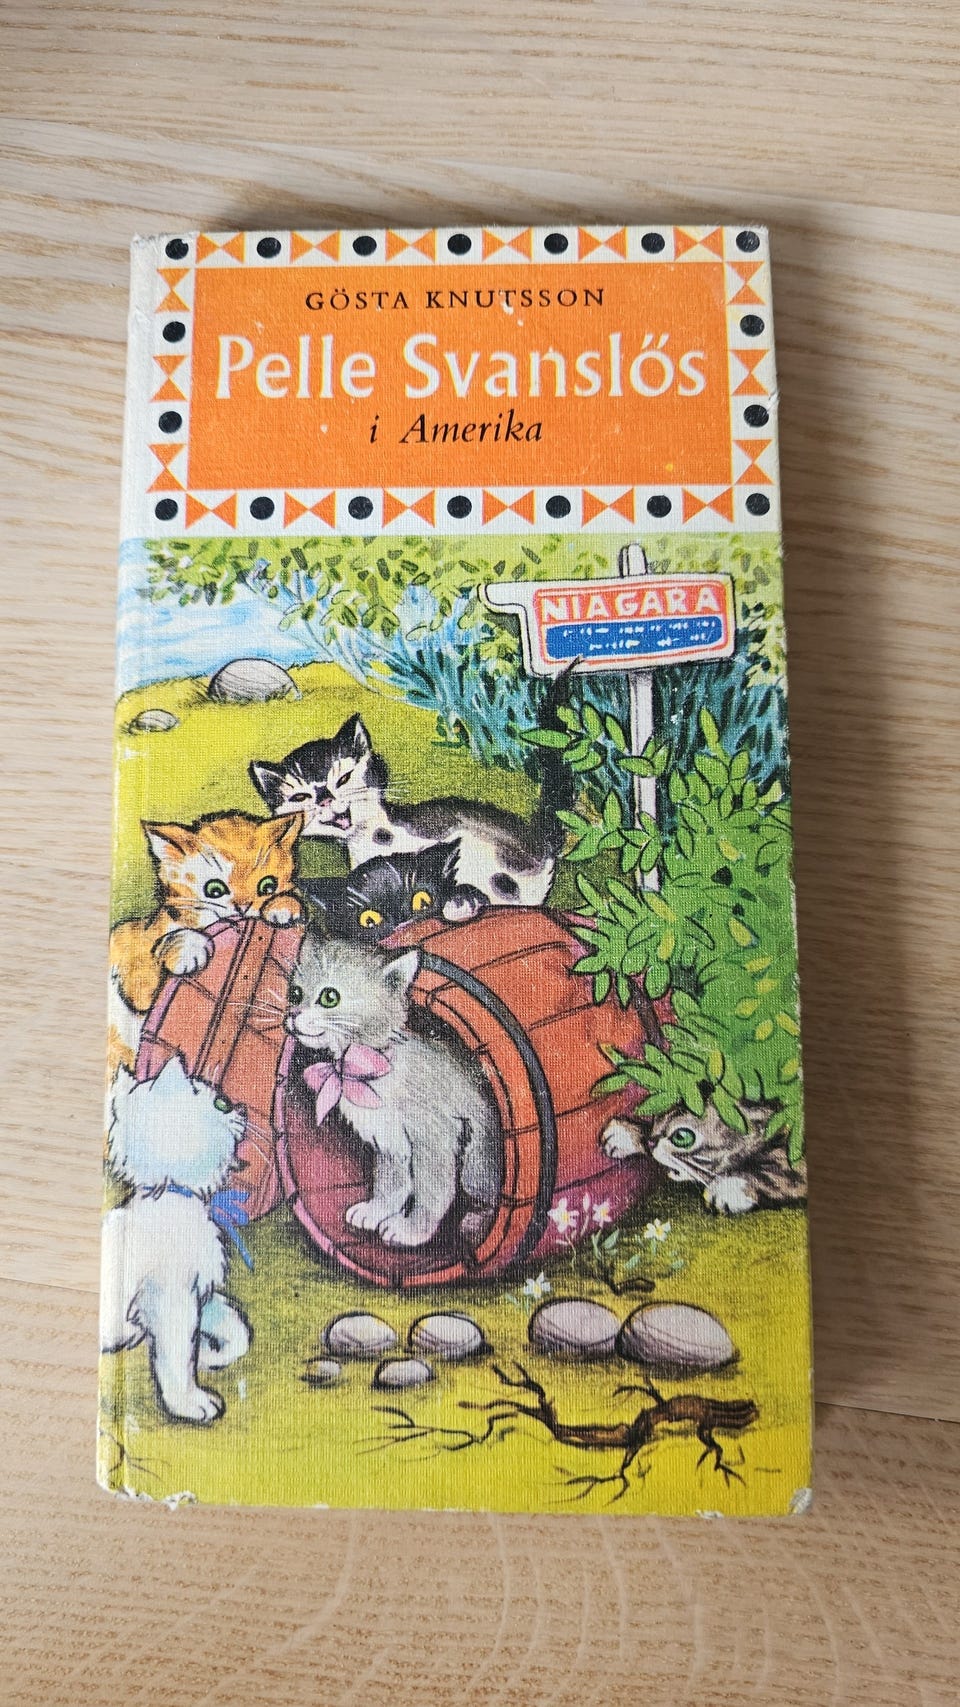 GÖSTA KNUTSSON
Pelle Svanslös
i Amerika
NIAGARA